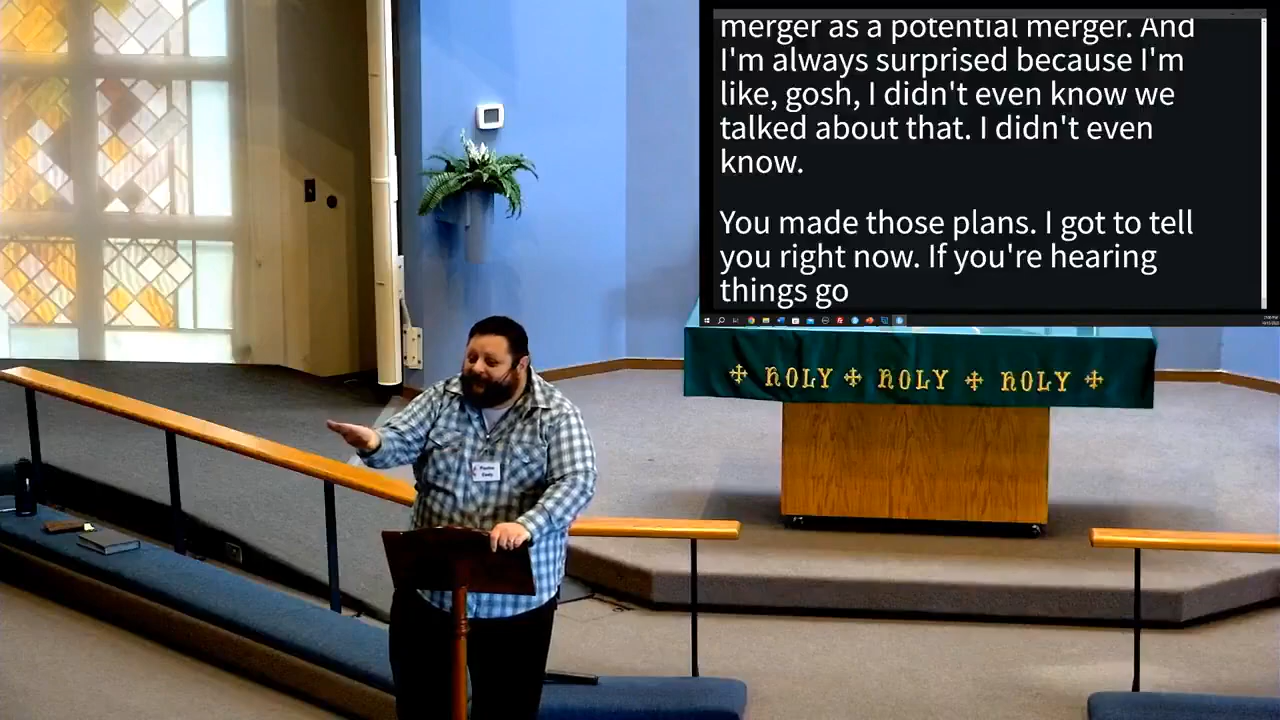 merger as a potential merger. And
I'm always surprised because I'm
like, gosh, I didn't even know we
talked about that. I didn't even
know.
You made those plans. I got to tell
you right now. If you're hearing
things go
HOLY HOLY HOLY
Pastor